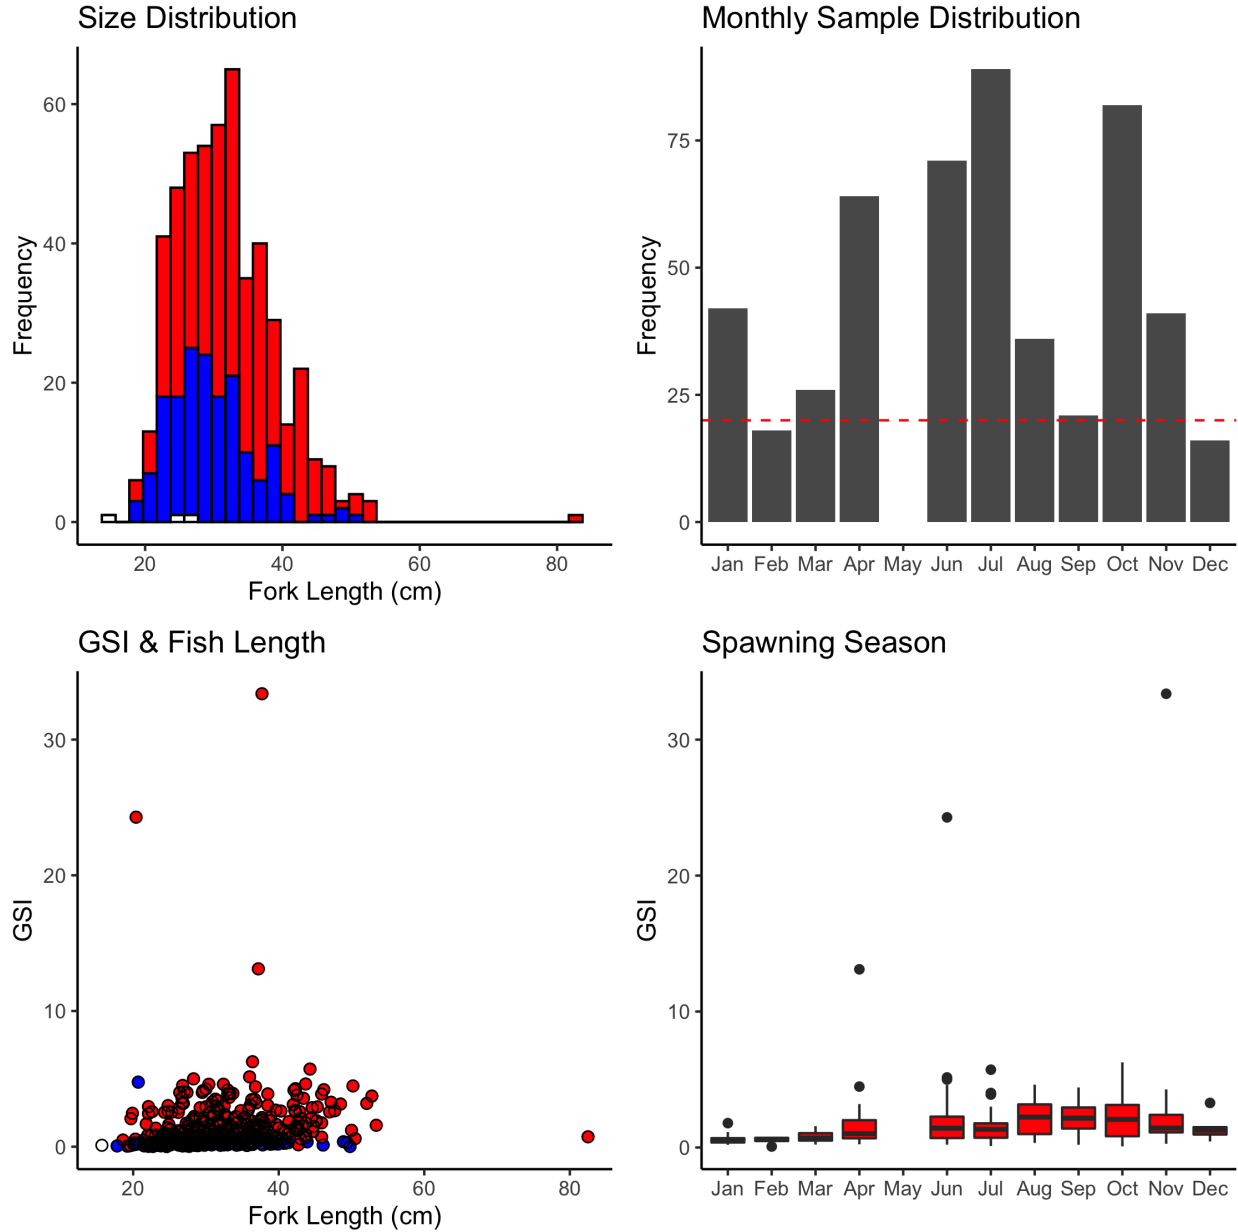 Size Distribution
Frequency
60
40
20
0
20 40 60 80
Fork Length (cm)
Monthly Sample Distribution
Frequency
75
50
25
0
Jan Feb Mar Apr May Jun Jul Aug Sep Oct Nov Dec
GSI & Fish Length
GSI
30
20
10
0
20 40 60 80
Fork Length (cm)
Spawning Season
GSI
30
20
10
0
Jan Feb Mar Apr May Jun Jul Aug Sep Oct Nov Dec